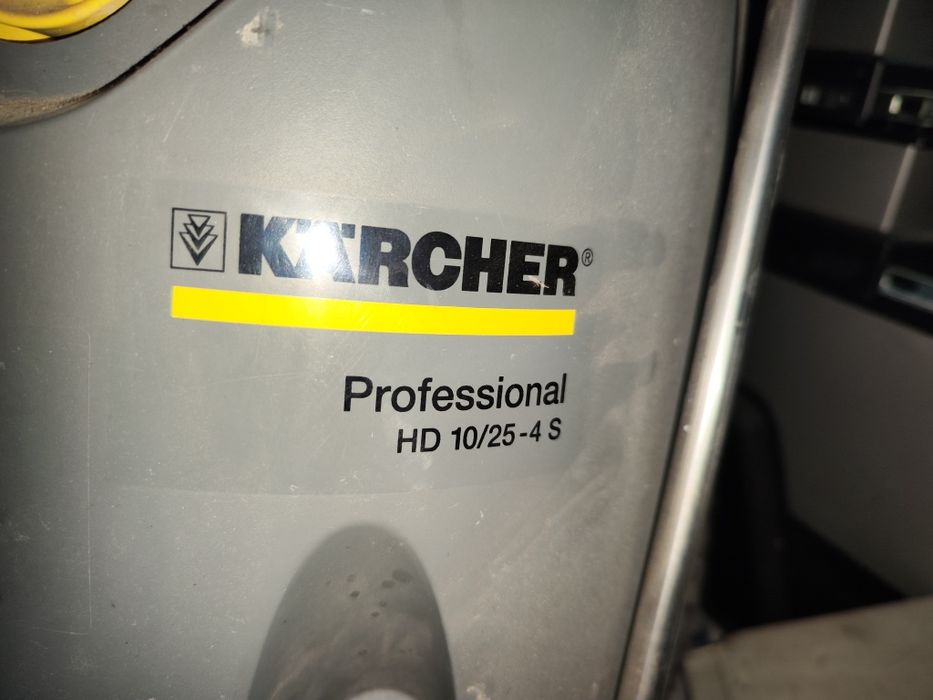 KÄRCHER®
Professional
HD 10/25-4 S